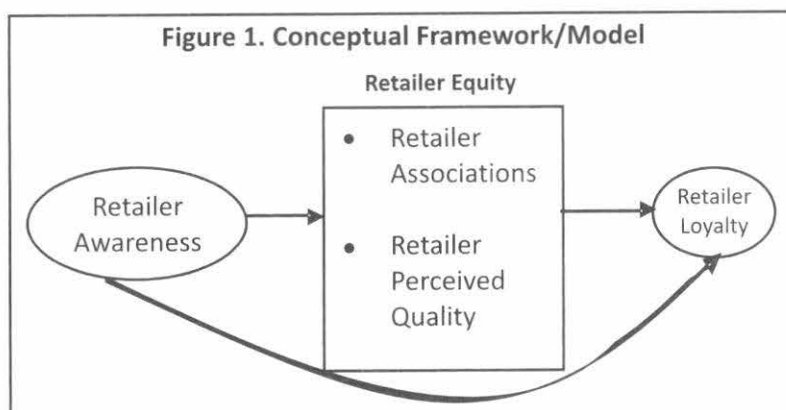 Figure 1. Conceptual Framework/Model
Retailer Equity
• Retailer
Associations
• Retailer
Perceived
Quality
Retailer
Awareness
Retailer
Loyalty